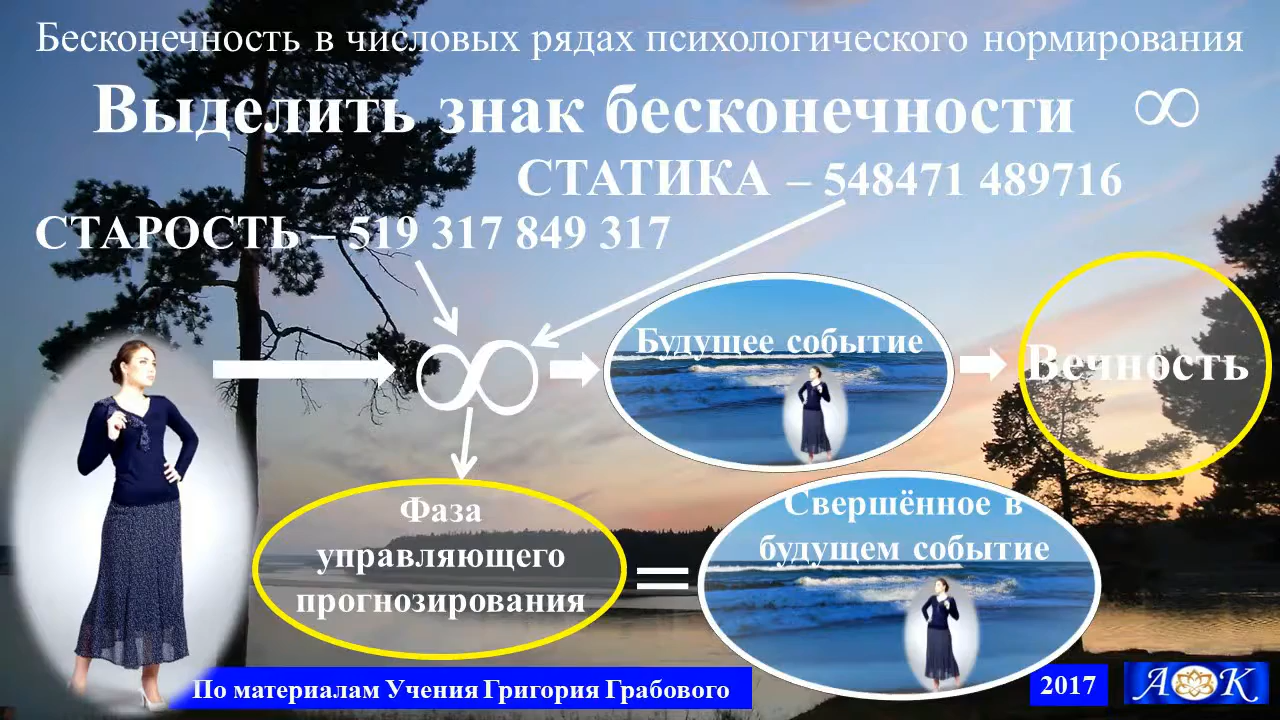 Бесконечность в числовых рядах психологического нормирования
Выделить знак бесконечности ∞
СТАТИКА – 548471 489716
СТАРОСТЬ – 519 317 849 317
∞
Будущее событие
Вечность
Фаза
управляющего
прогнозирования
=
Свершённое в
будущем событие
По материалам Учения Григория Грабового
2017
А К